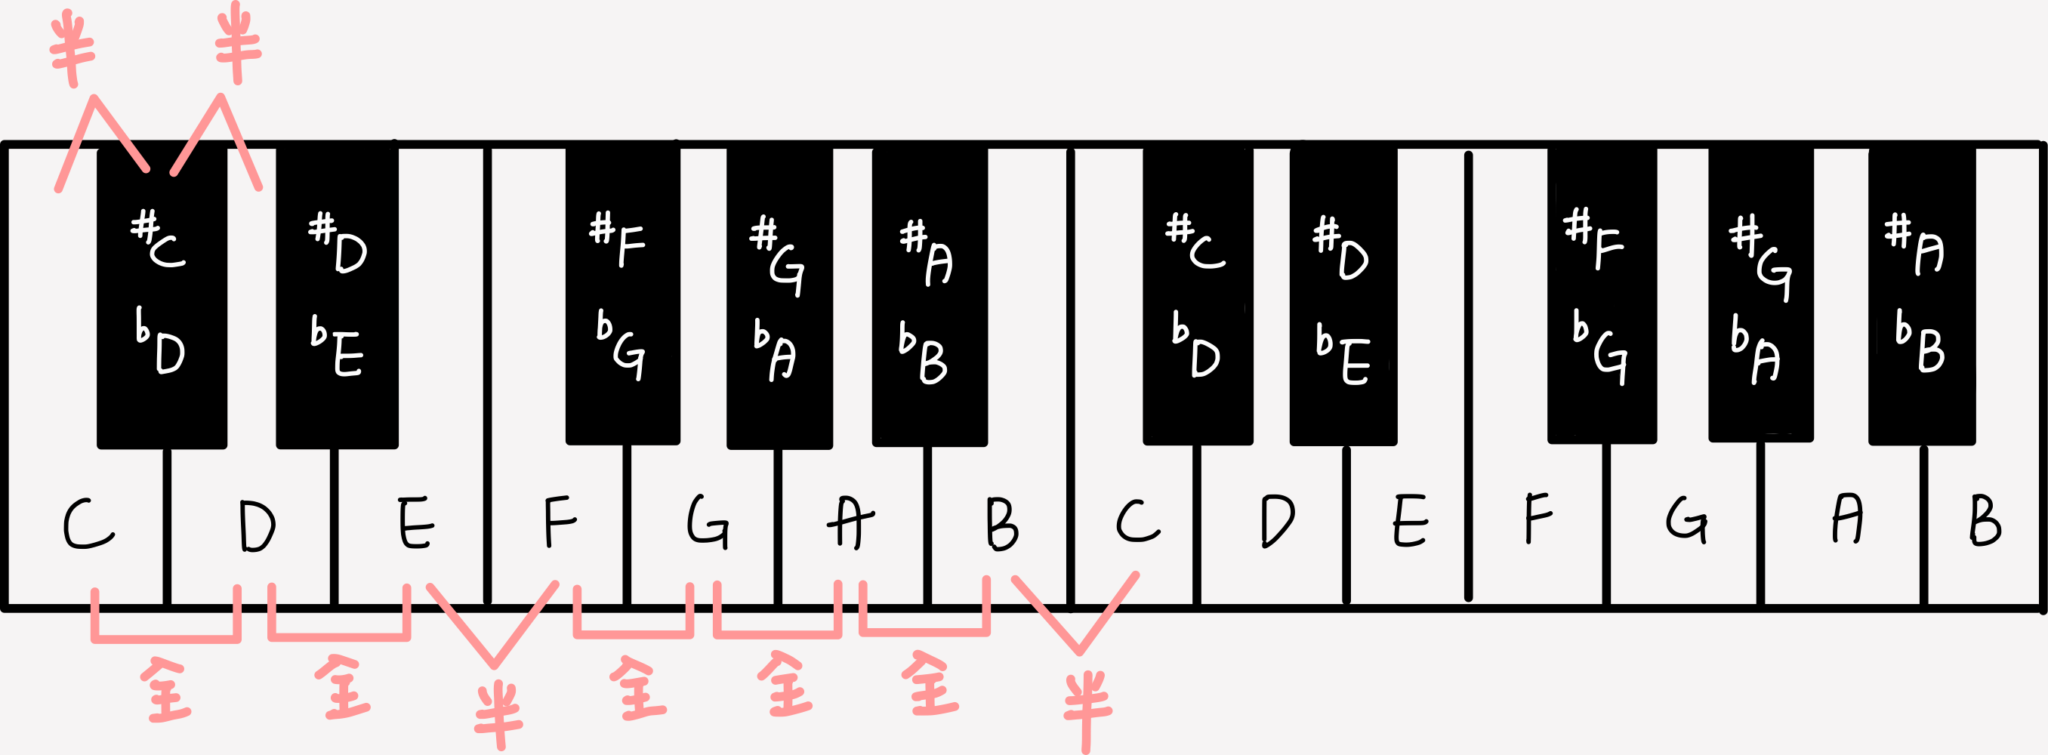 半 半
#C #D #F #G #A #C #D #F #G #A
bD bE bG bA bB bD bE bG bA bB
C D E F G A B C D E F G A B
全 全 半 全 全 全 半